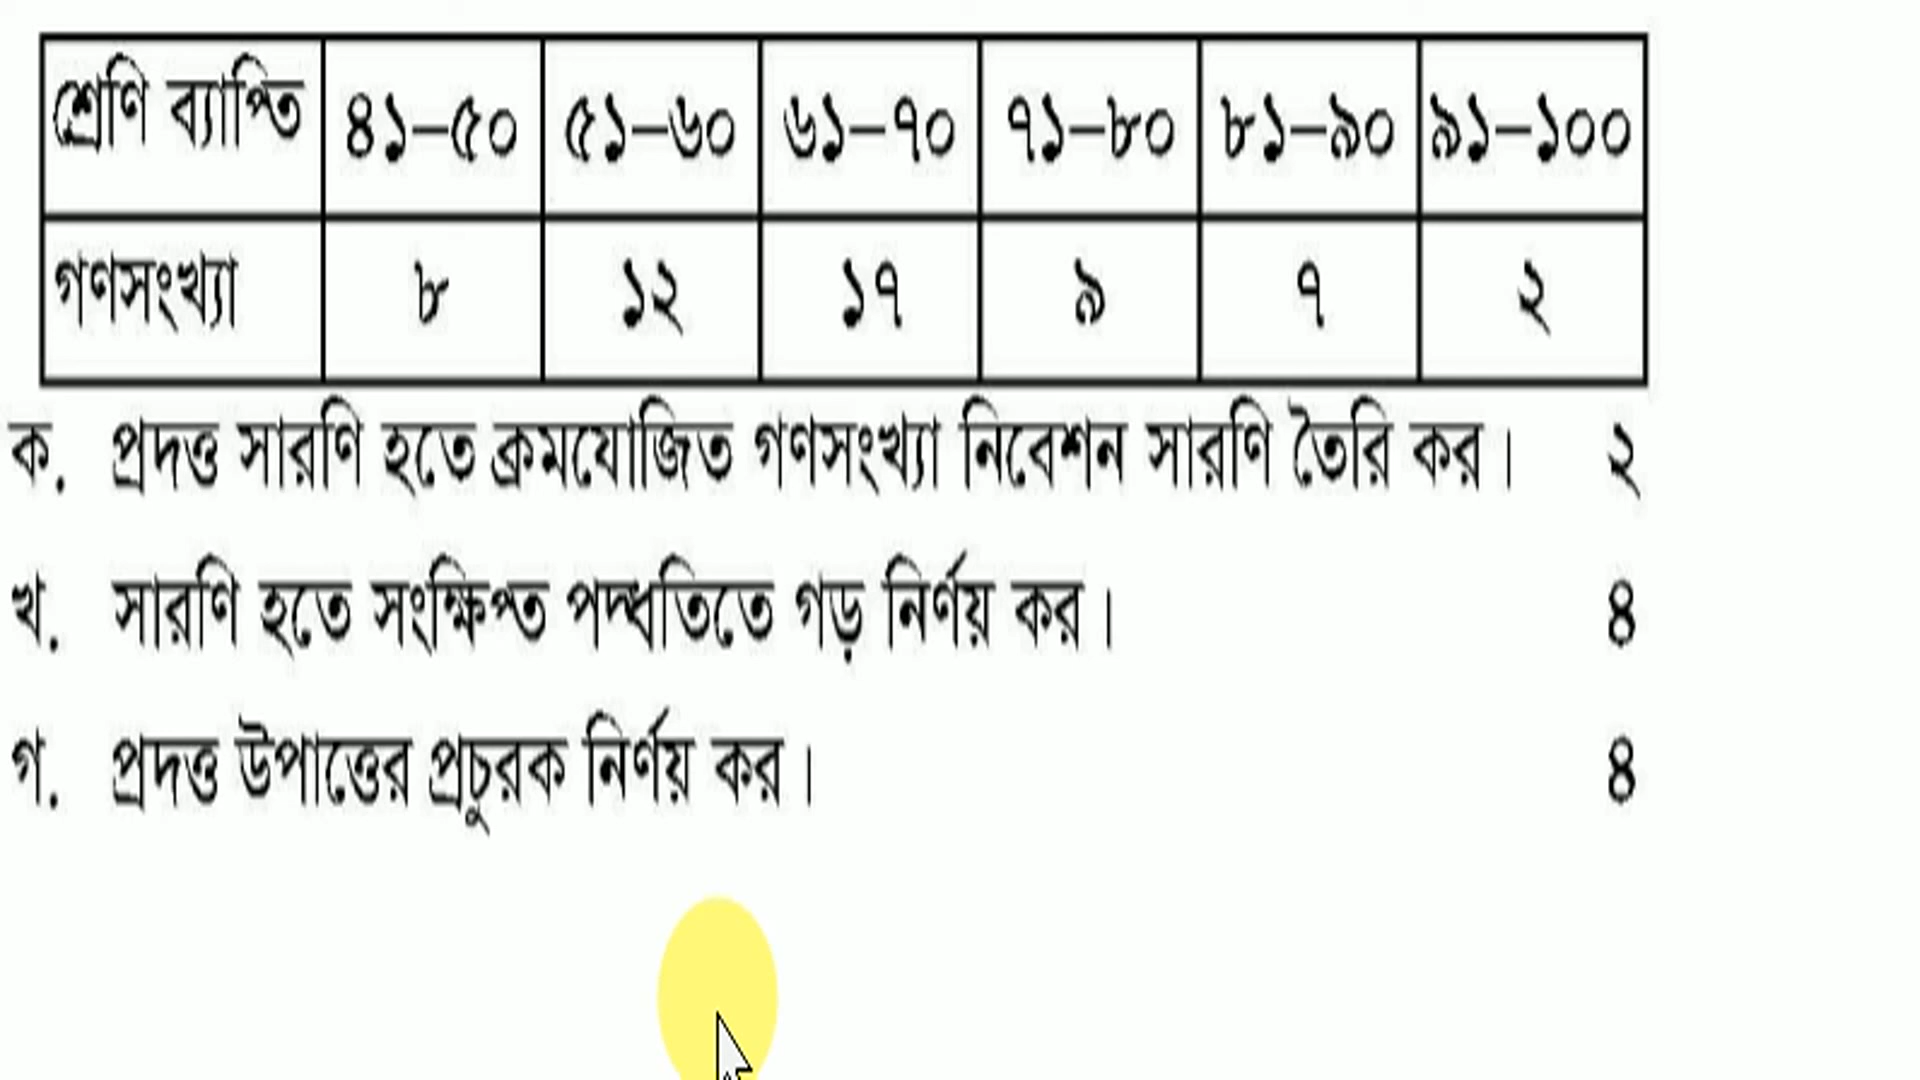 শ্রেণি ব্যাপ্তি ৪১–৫০ ৫১–৬০ ৬১–৭০ ৭১–৮০ ৮১–৯০ ৯১–১০০
গণসংখ্যা ৮ ১২ ১৭ ৯ ৭ ২
ক. প্রদত্ত সারণি হতে ক্রমযোজিত গণসংখ্যা নিবেশন সারণি তৈরি কর। ২
খ. সারণি হতে সংক্ষিপ্ত পদ্ধতিতে গড় নির্ণয় কর। ৪
গ. প্রদত্ত উপাত্তের প্রচুরক নির্ণয় কর। ৪